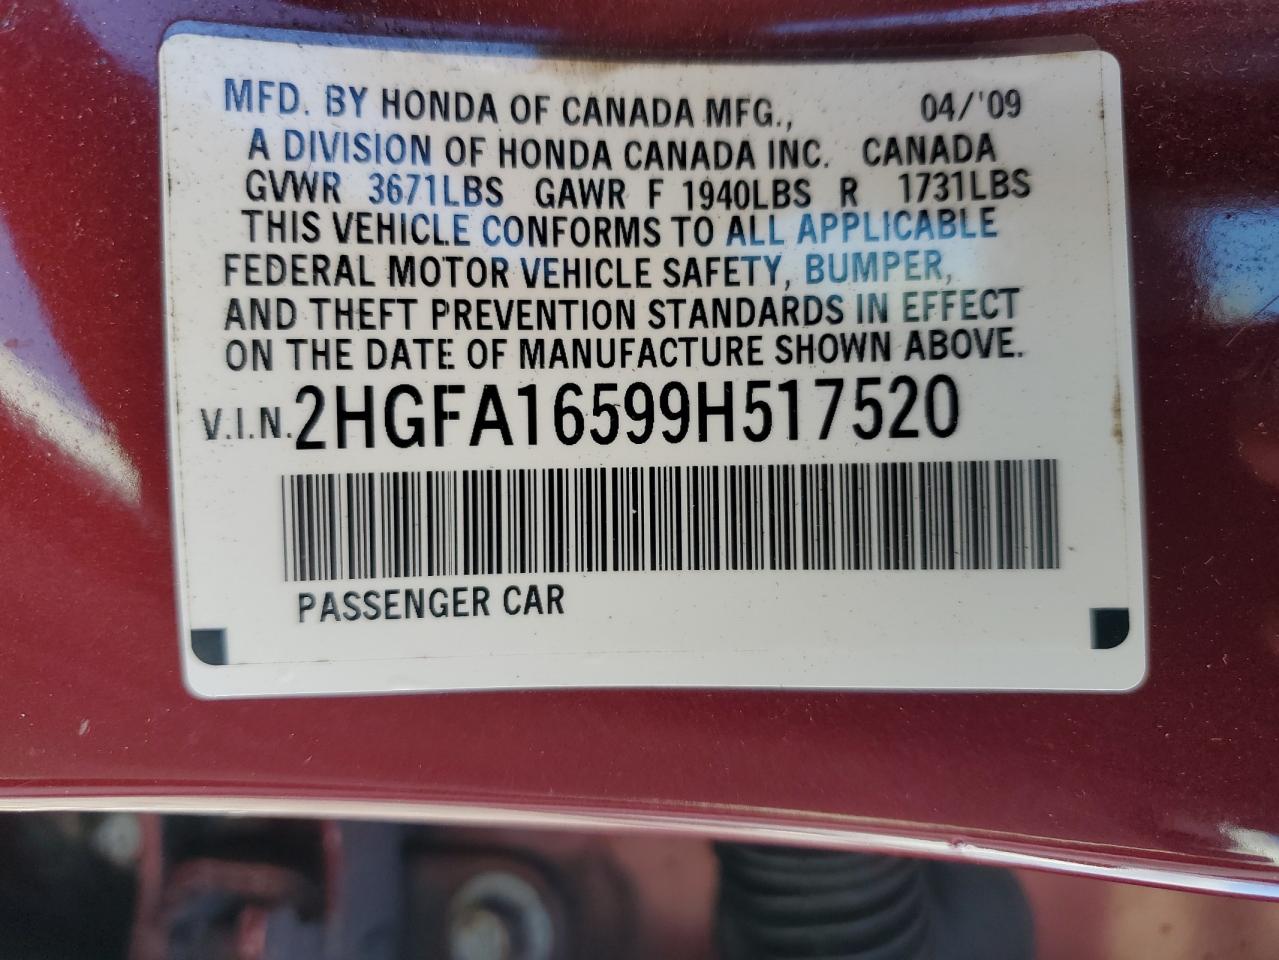 MFD. BY HONDA OF CANADA MFG., 04/'09
A DIVISION OF HONDA CANADA INC. CANADA
GVWR 3671LBS GAWR F 1940LBS R 1731LBS
THIS VEHICLE CONFORMS TO ALL APPLICABLE
FEDERAL MOTOR VEHICLE SAFETY, BUMPER,
AND THEFT PREVENTION STANDARDS IN EFFECT
ON THE DATE OF MANUFACTURE SHOWN ABOVE.
V.I.N. 2HGFA16599H517520
PASSENGER CAR